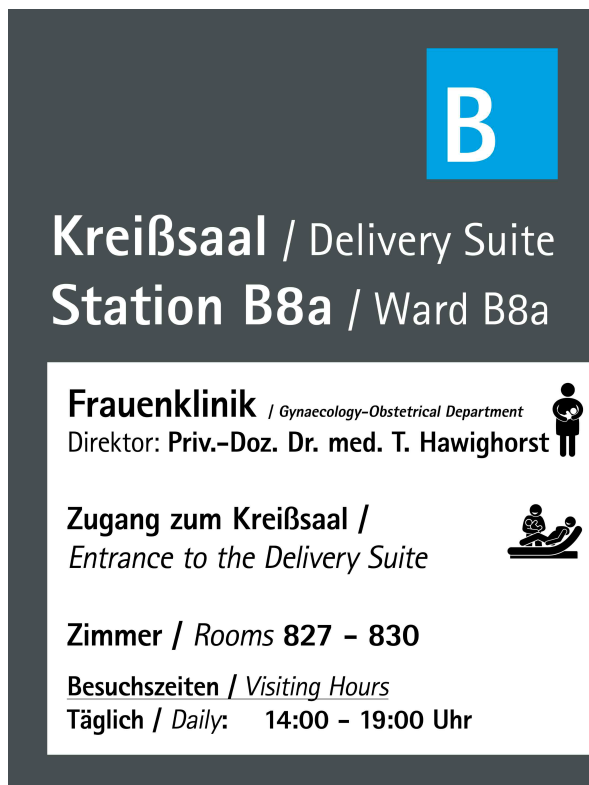 B
Kreißsaal / Delivery Suite
Station B8a / Ward B8a
Frauenklinik / Gynaecology-Obstetrical Department
Direktor: Priv.-Doz. Dr. med. T. Hawighorst
Zugang zum Kreißsaal /
Entrance to the Delivery Suite
Zimmer / Rooms 827 - 830
Besuchszeiten / Visiting Hours
Täglich / Daily: 14:00 - 19:00 Uhr